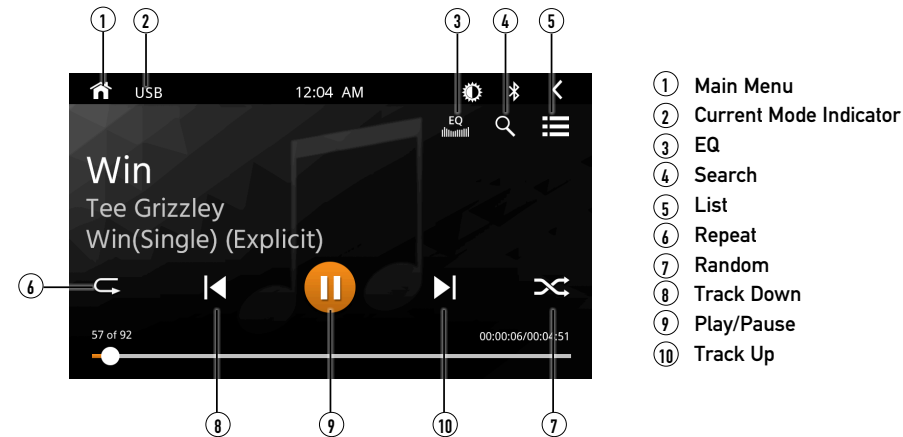 1 2 3 4 5
USB 12:04 AM
EQ
Win
Tee Grizzley
Win(Single) (Explicit)
6
57 of 92 00:00:06/00:04:51
8 9 10 7
1 Main Menu
2 Current Mode Indicator
3 EQ
4 Search
5 List
6 Repeat
7 Random
8 Track Down
9 Play/Pause
10 Track Up